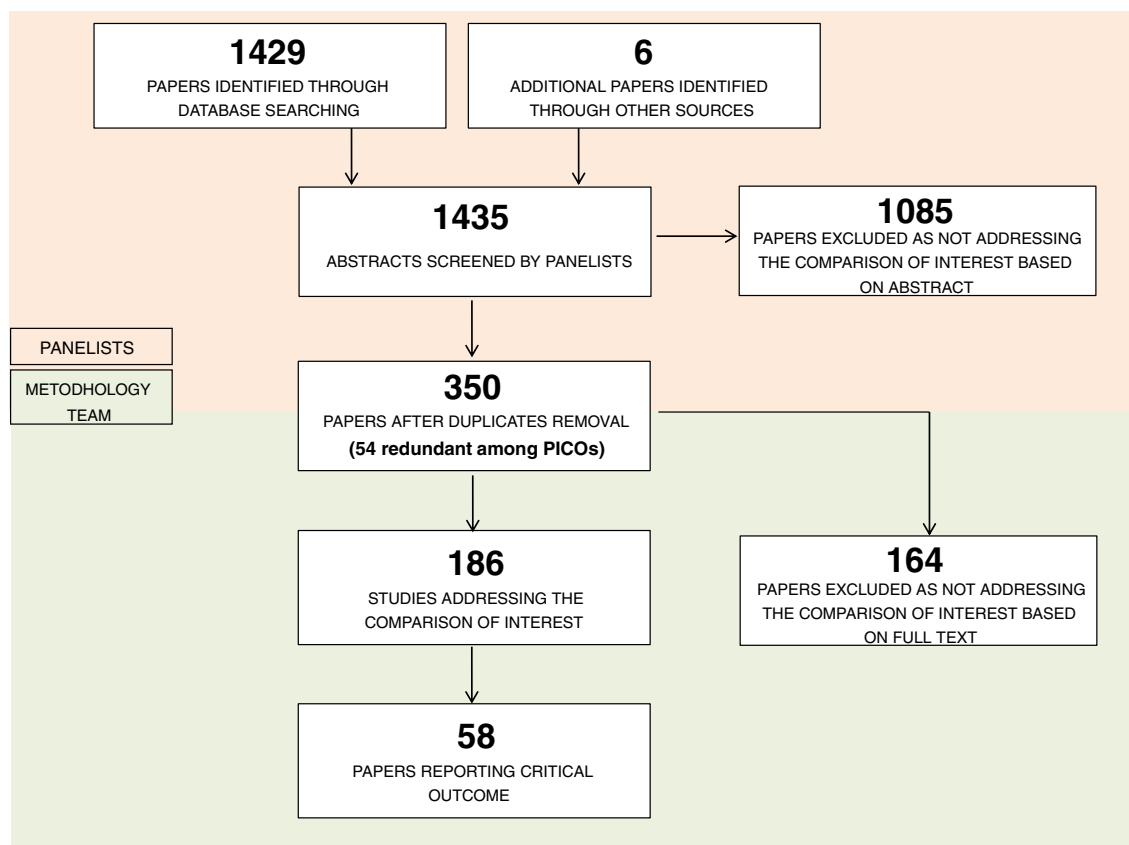 1429
PAPERS IDENTIFIED THROUGH
DATABASE SEARCHING
6
ADDITIONAL PAPERS IDENTIFIED
THROUGH OTHER SOURCES
1435
ABSTRACTS SCREENED BY PANELISTS
1085
PAPERS EXCLUDED AS NOT ADDRESSING
THE COMPARISON OF INTEREST BASED
ON ABSTRACT
PANELISTS
METODHOLOGY
TEAM
350
PAPERS AFTER DUPLICATES REMOVAL
(54 redundant among PICOs)
186
STUDIES ADDRESSING THE
COMPARISON OF INTEREST
164
PAPERS EXCLUDED AS NOT ADDRESSING
THE COMPARISON OF INTEREST BASED
ON FULL TEXT
58
PAPERS REPORTING CRITICAL
OUTCOME